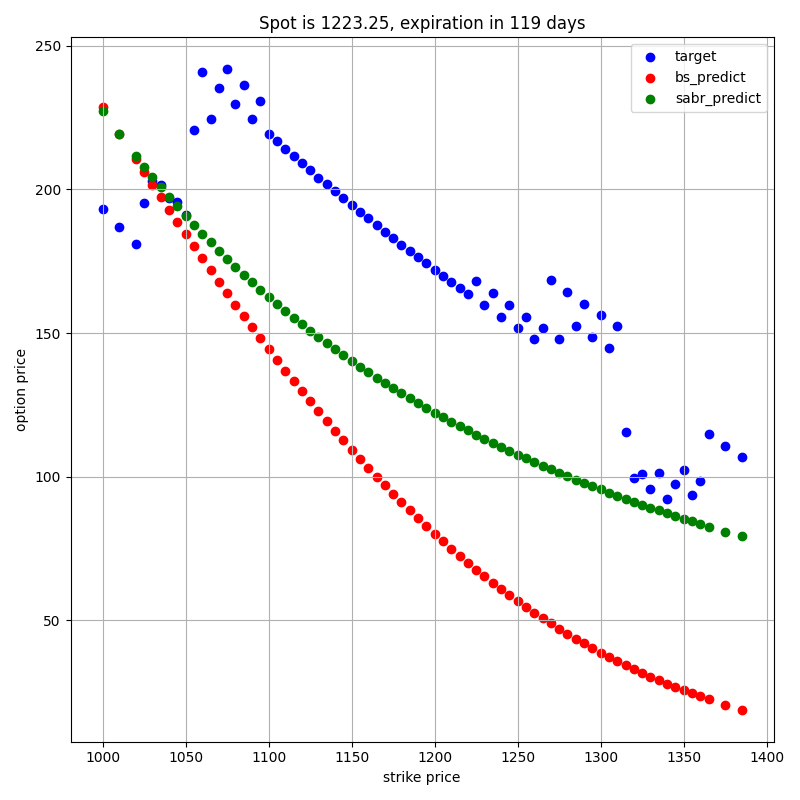 Spot is 1223.25, expiration in 119 days
target
bs_predict
sabr_predict
option price
250
200
150
100
50
1000 1050 1100 1150 1200 1250 1300 1350 1400
strike price